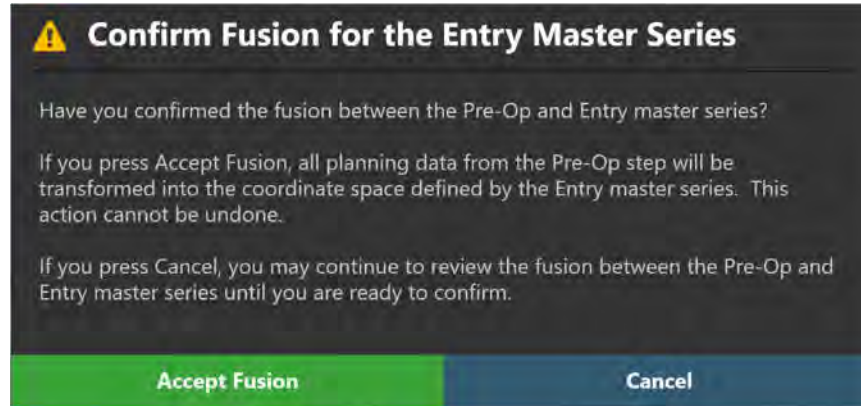 Confirm Fusion for the Entry Master Series
Have you confirmed the fusion between the Pre-Op and Entry master series?
If you press Accept Fusion, all planning data from the Pre-Op step will be
transformed into the coordinate space defined by the Entry master series.  This
action cannot be undone.
If you press Cancel, you may continue to review the fusion between the Pre-Op and
Entry master series until you are ready to confirm.
Accept Fusion
Cancel